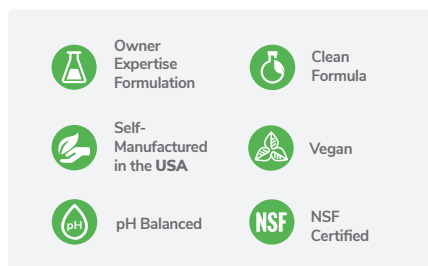 Owner
Expertise
Formulation
Clean
Formula
Self-
Manufactured
in the USA
Vegan
pH
pH Balanced
NSF
NSF
Certified